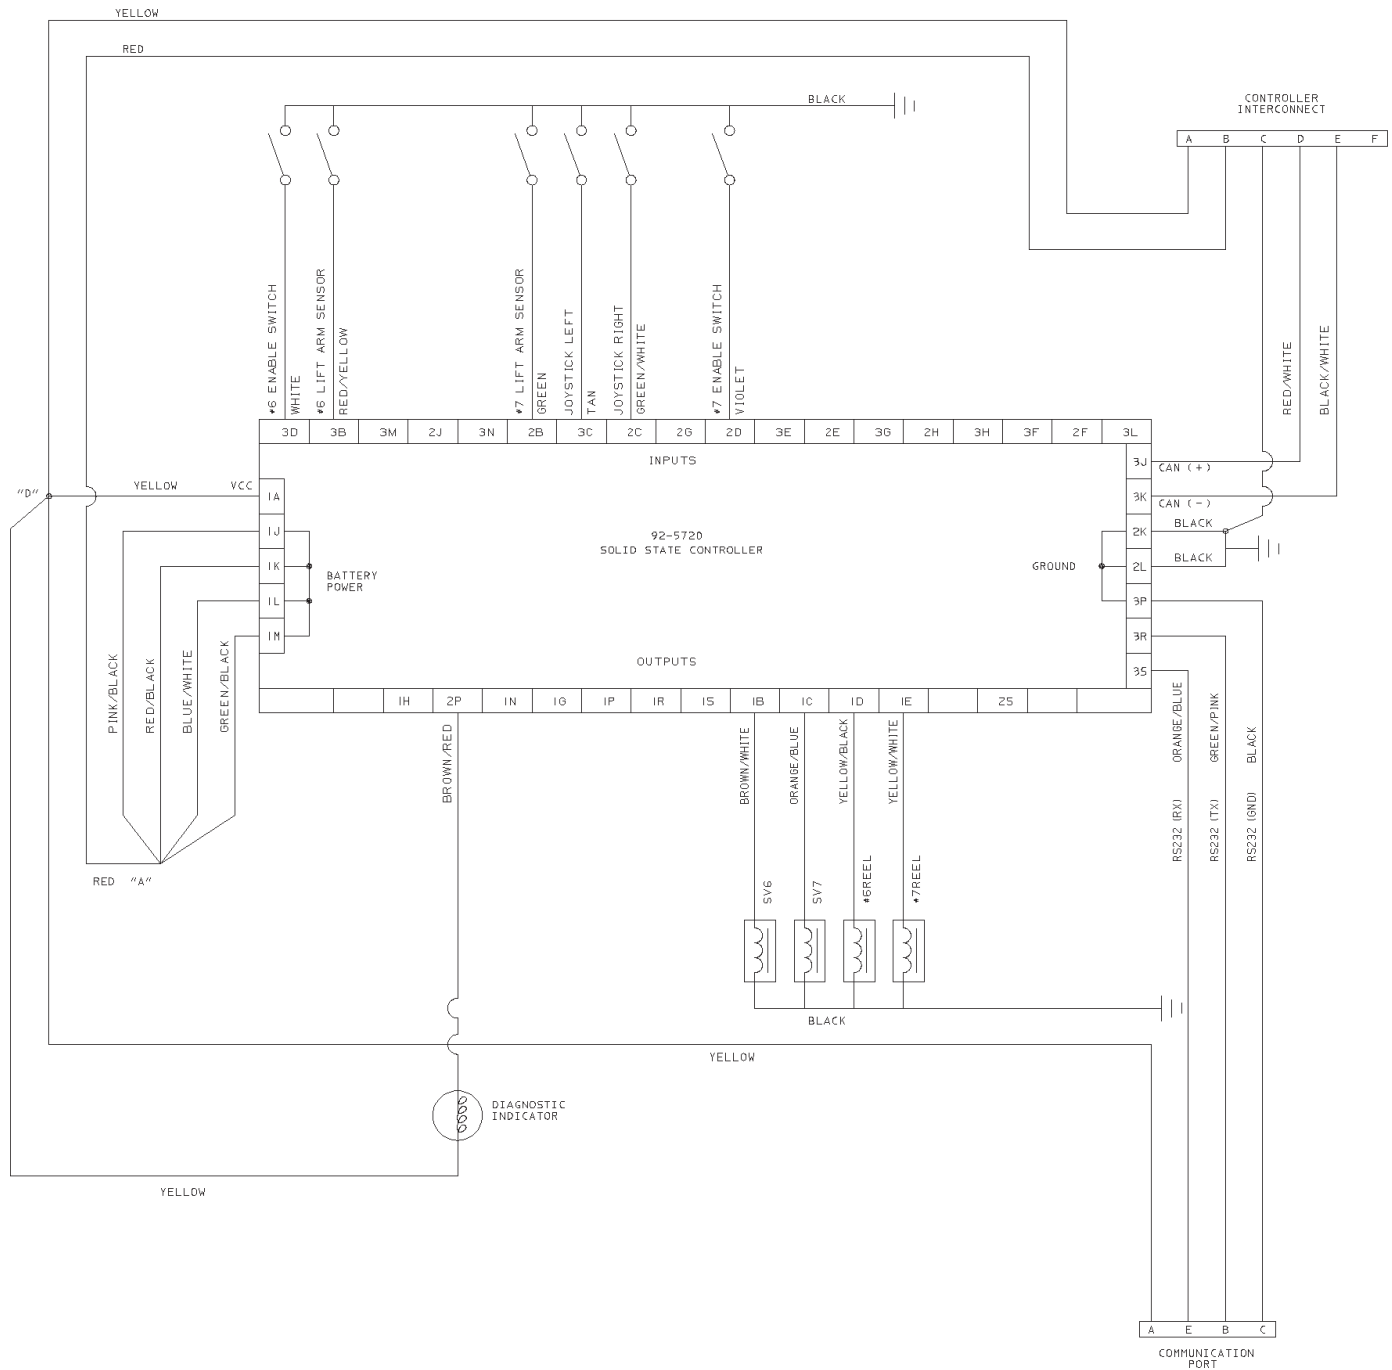 YELLOW
RED
BLACK
CONTROLLER
INTERCONNECT
A B C D E F
#6 ENABLE SWITCH
WHITE
#6 LIFT ARM SENSOR
RED/YELLOW
#7 LIFT ARM SENSOR
GREEN
JOYSTICK LEFT
TAN
JOYSTICK RIGHT
GREEN/WHITE
#7 ENABLE SWITCH
VIOLET
RED/WHITE
BLACK/WHITE
3D 3B 3M 2J 3N 2B 3C 2C 2G 2D 3E 2E 3G 2H 3H 3F 2F 3L
INPUTS
3J CAN (+)
"D" YELLOW VCC 1A
3K CAN (-)
1J
92-5720
SOLID STATE CONTROLLER
2K BLACK
1K
BATTERY
POWER
GROUND 2L BLACK
1L
3P
1M
3R
OUTPUTS
3S
PINK/BLACK
RED/BLACK
BLUE/WHITE
GREEN/BLACK
1H 2P 1N 1G 1P 1R 1S 1B 1C 1D 1E 2S
BROWN/RED
BROWN/WHITE
ORANGE/BLUE
YELLOW/BLACK
YELLOW/WHITE
RS232 (RX) ORANGE/BLUE
RS232 (TX) GREEN/PINK
RS232 (GND) BLACK
RED "A"
SV6
SV7
#6REEL
#7REEL
BLACK
YELLOW
DIAGNOSTIC
INDICATOR
YELLOW
A E B C
COMMUNICATION
PORT